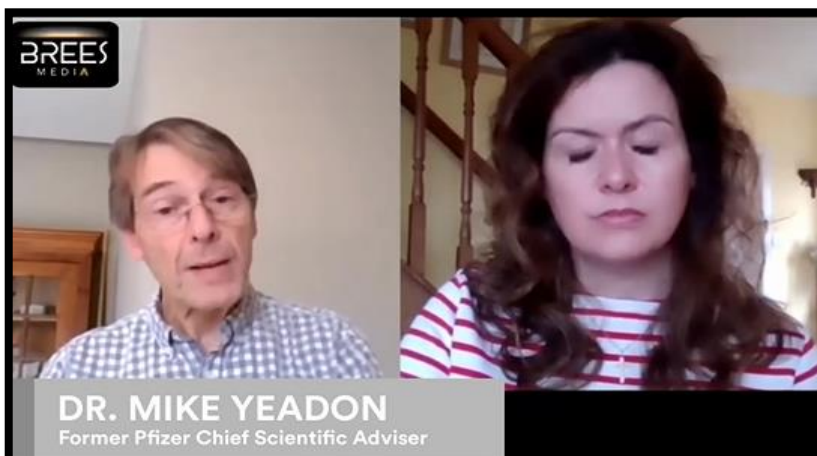 BREES
MEDIA
DR. MIKE YEADON
Former Pfizer Chief Scientific Adviser